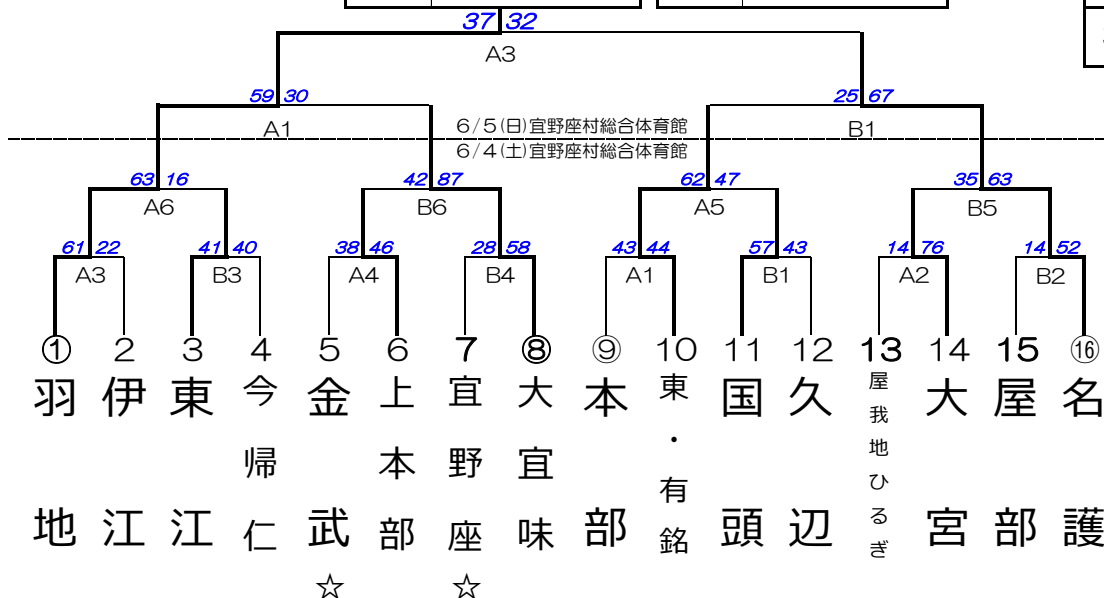 37 32
A3
59 30
25 67
A1
6/5(日)宜野座村総合体育館
B1
6/4(土)宜野座村総合体育館
63 16
42 87
62 47
35 63
A6
B6
A5
B5
61 22
41 40
38 46
28 58
43 44
57 43
14 76
14 52
A3
B3
A4
B4
A1
B1
A2
B2
① 2 3 4 5 6 7 ⑧ ⑨ 10 11 12 13 14 15 ⑯
羽地
伊江
東江
今帰仁
金武☆
上本部
宜野座☆
大宜味
本部
東・有銘
国頭
久辺
屋我地ひるぎ
大宮
屋部
名護